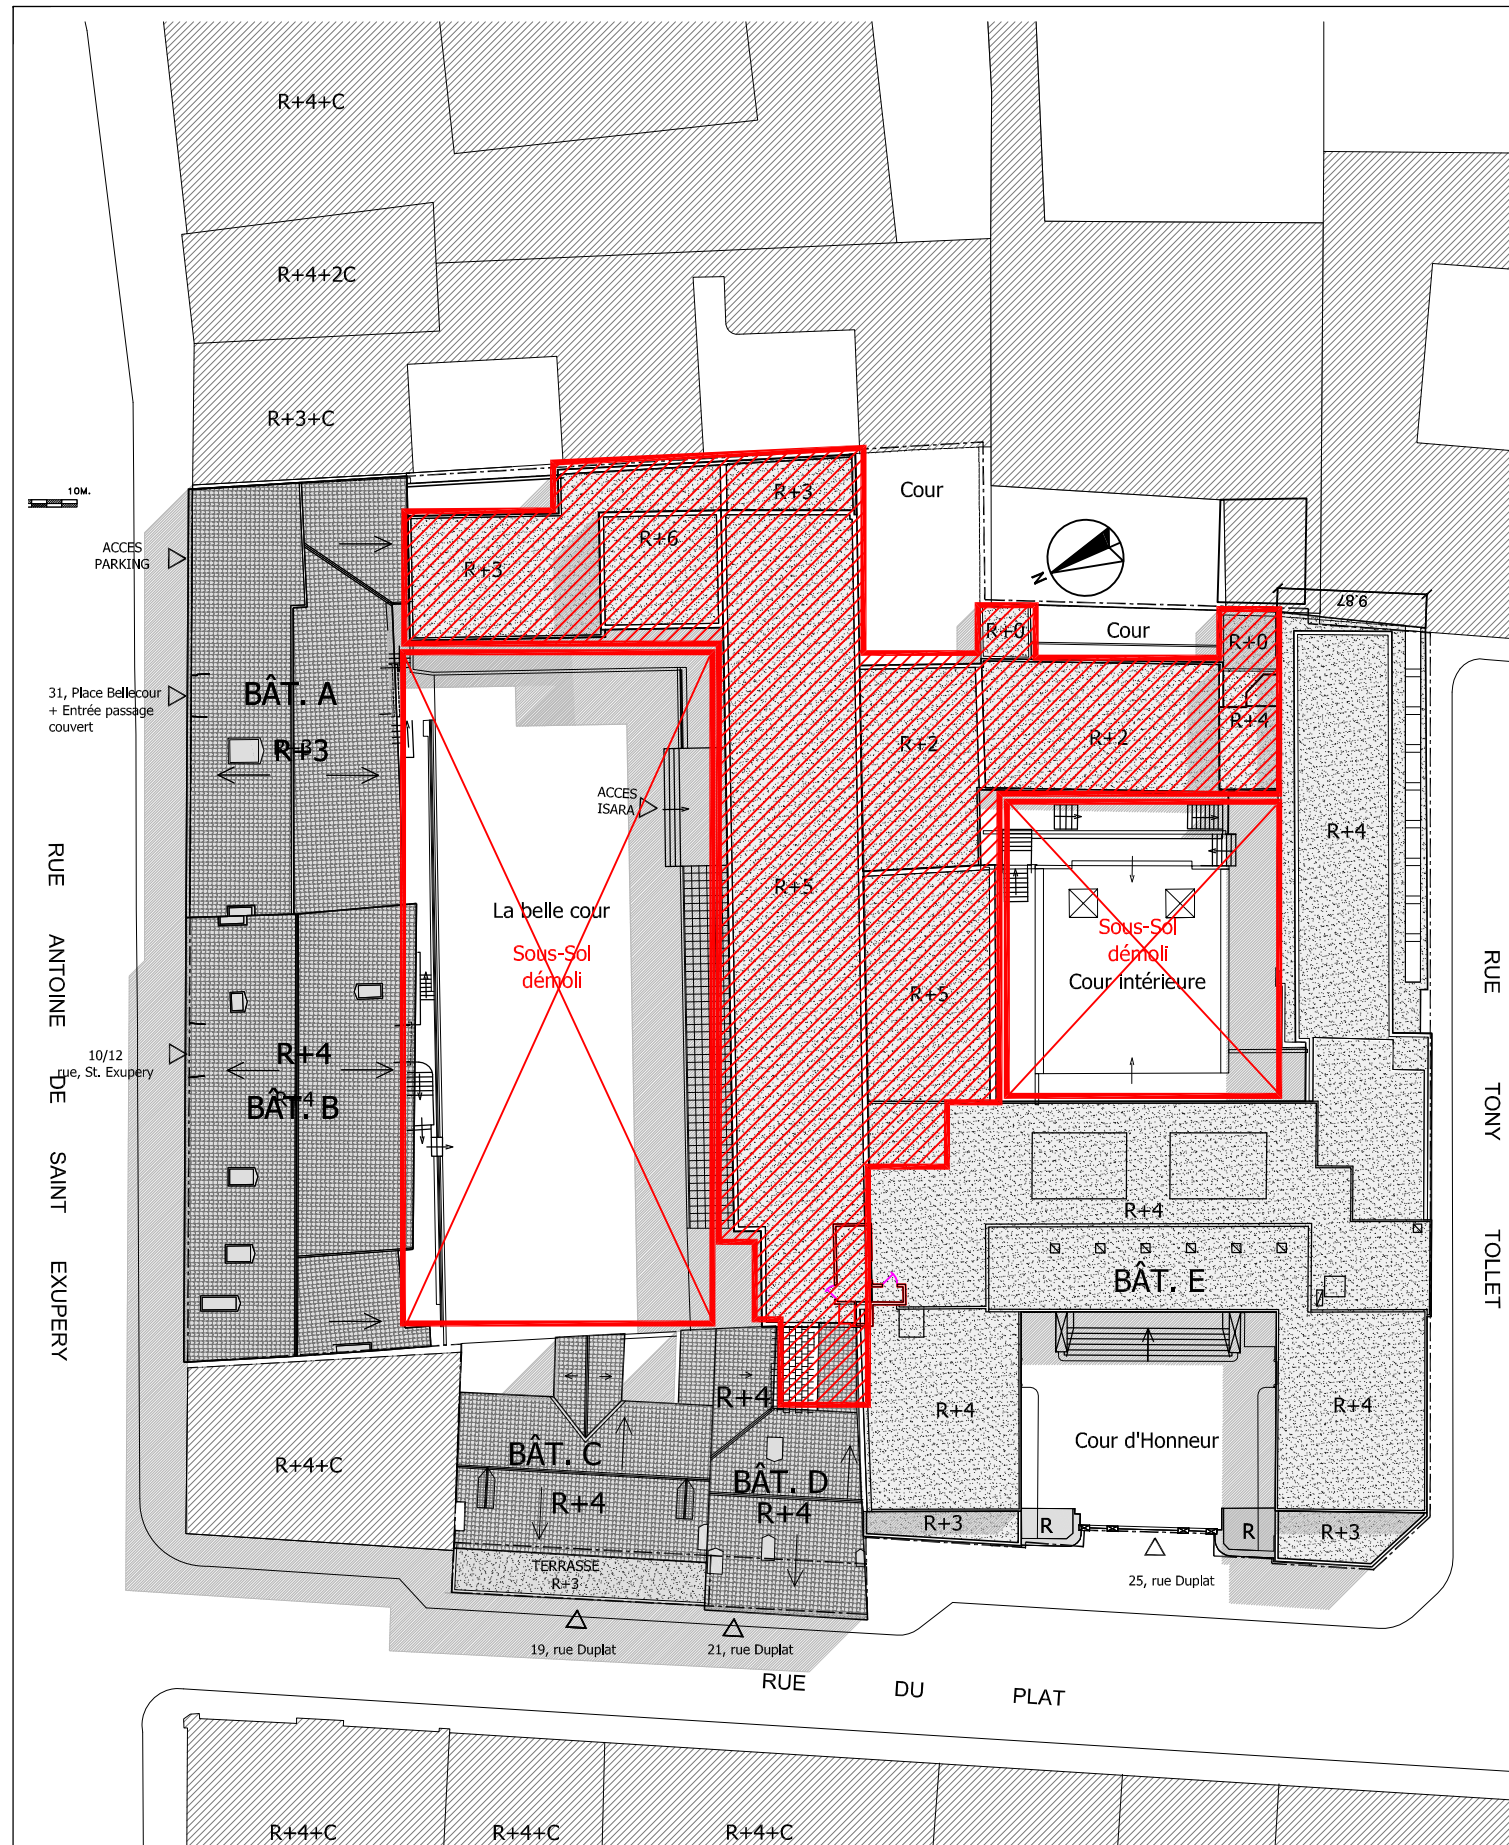 R+4+C
R+4+2C
R+3+C
10M.
R+3
Cour
R+6
ACCES
PARKING
R+3
N
9.87
R+0
Cour
R+0
31, Place Bellecour
+ Entrée passage
couvert
BÂT. A
R+3
R+2
R+2
R+4
ACCES
ISARA
R+4
R+5
La belle cour
Sous-Sol
démoli
Sous-Sol
démoli
Cour intérieure
R+5
RUE ANTOINE DE SAINT EXUPERY
RUE TONY TOLLET
10/12
rue, St. Exupery
R+4
R+4
BÂT. B
R+4
BÂT. E
R+4
R+4
R+4
Cour d'Honneur
R+4+C
BÂT. C
BÂT. D
R+4
R+4
R+3
R
R
R+3
TERRASSE
R+3
25, rue Duplat
19, rue Duplat
21, rue Duplat
RUE DU PLAT
R+4+C
R+4+C
R+4+C